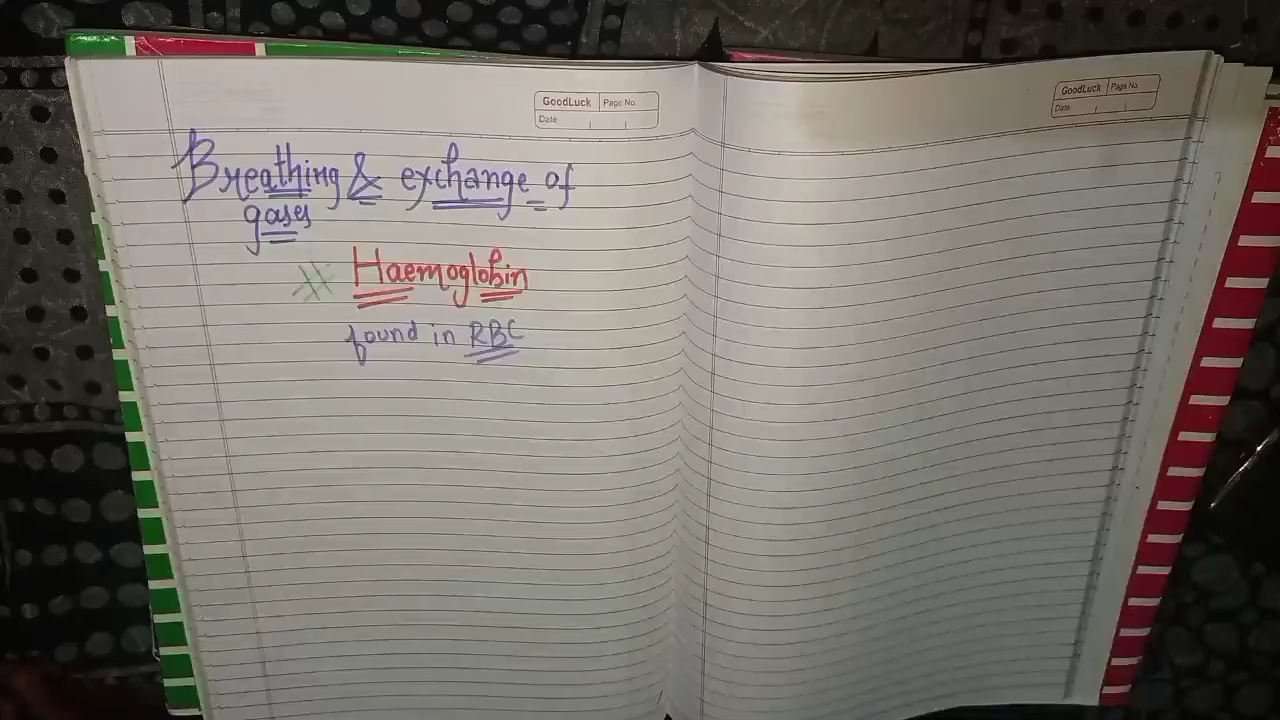 GoodLuck Page No.
Date
GoodLuck Page No.
Date
Breathing & exchange of
gases
# Haemoglobin
found in RBC